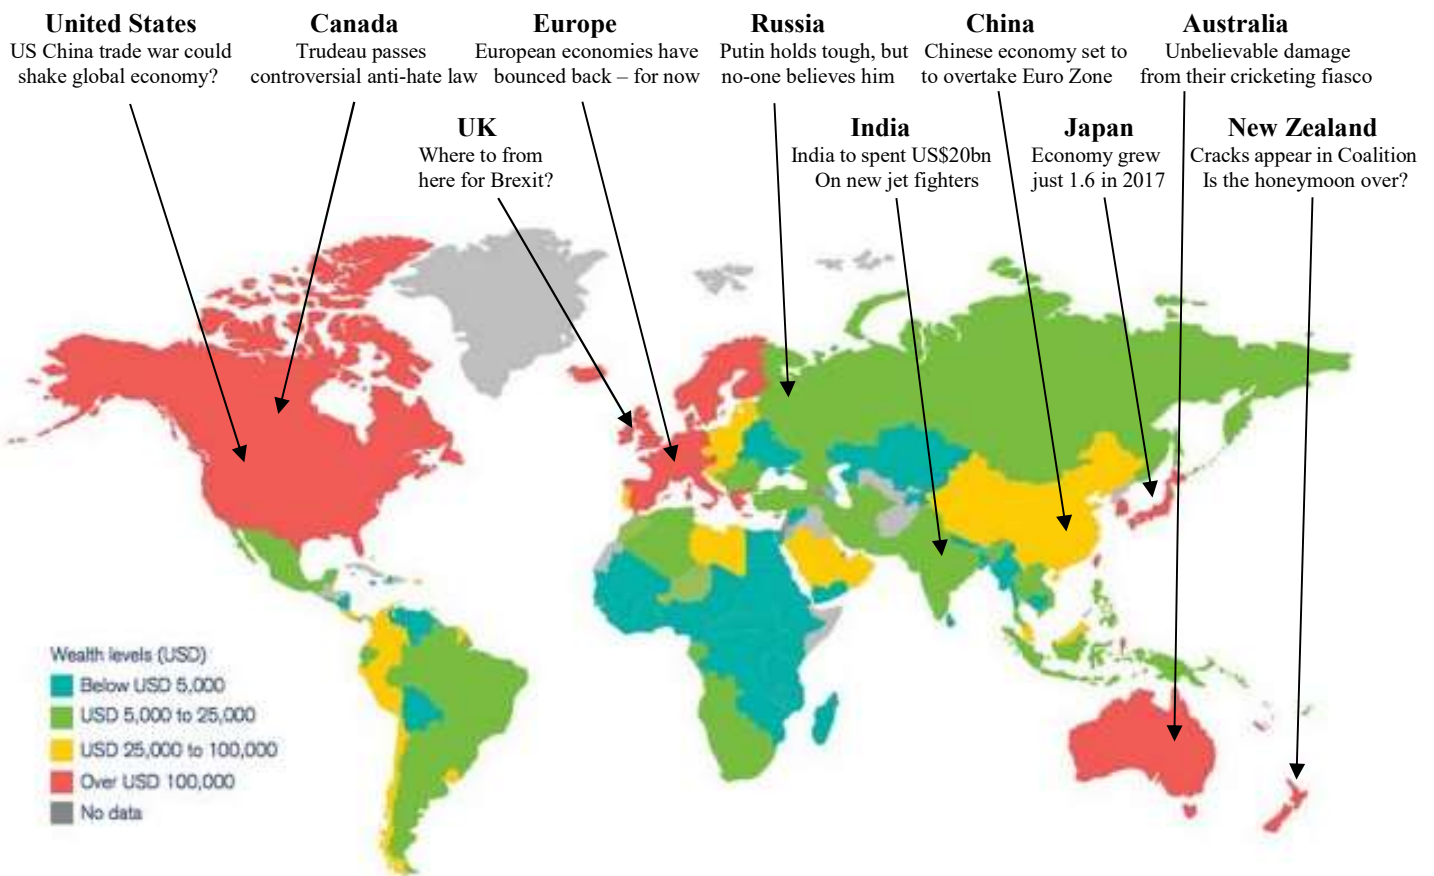 United States
US China trade war could
shake global economy?
Canada
Trudeau passes
controversial anti-hate law
Europe
European economies have
bounced back – for now
Russia
Putin holds tough, but
no-one believes him
China
Chinese economy set to
to overtake Euro Zone
Australia
Unbelievable damage
from their cricketing fiasco
UK
Where to from
here for Brexit?
India
India to spent US$20bn
On new jet fighters
Japan
Economy grew
just 1.6 in 2017
New Zealand
Cracks appear in Coalition
Is the honeymoon over?
Wealth levels (USD)
Below USD 5,000
USD 5,000 to 25,000
USD 25,000 to 100,000
Over USD 100,000
No data